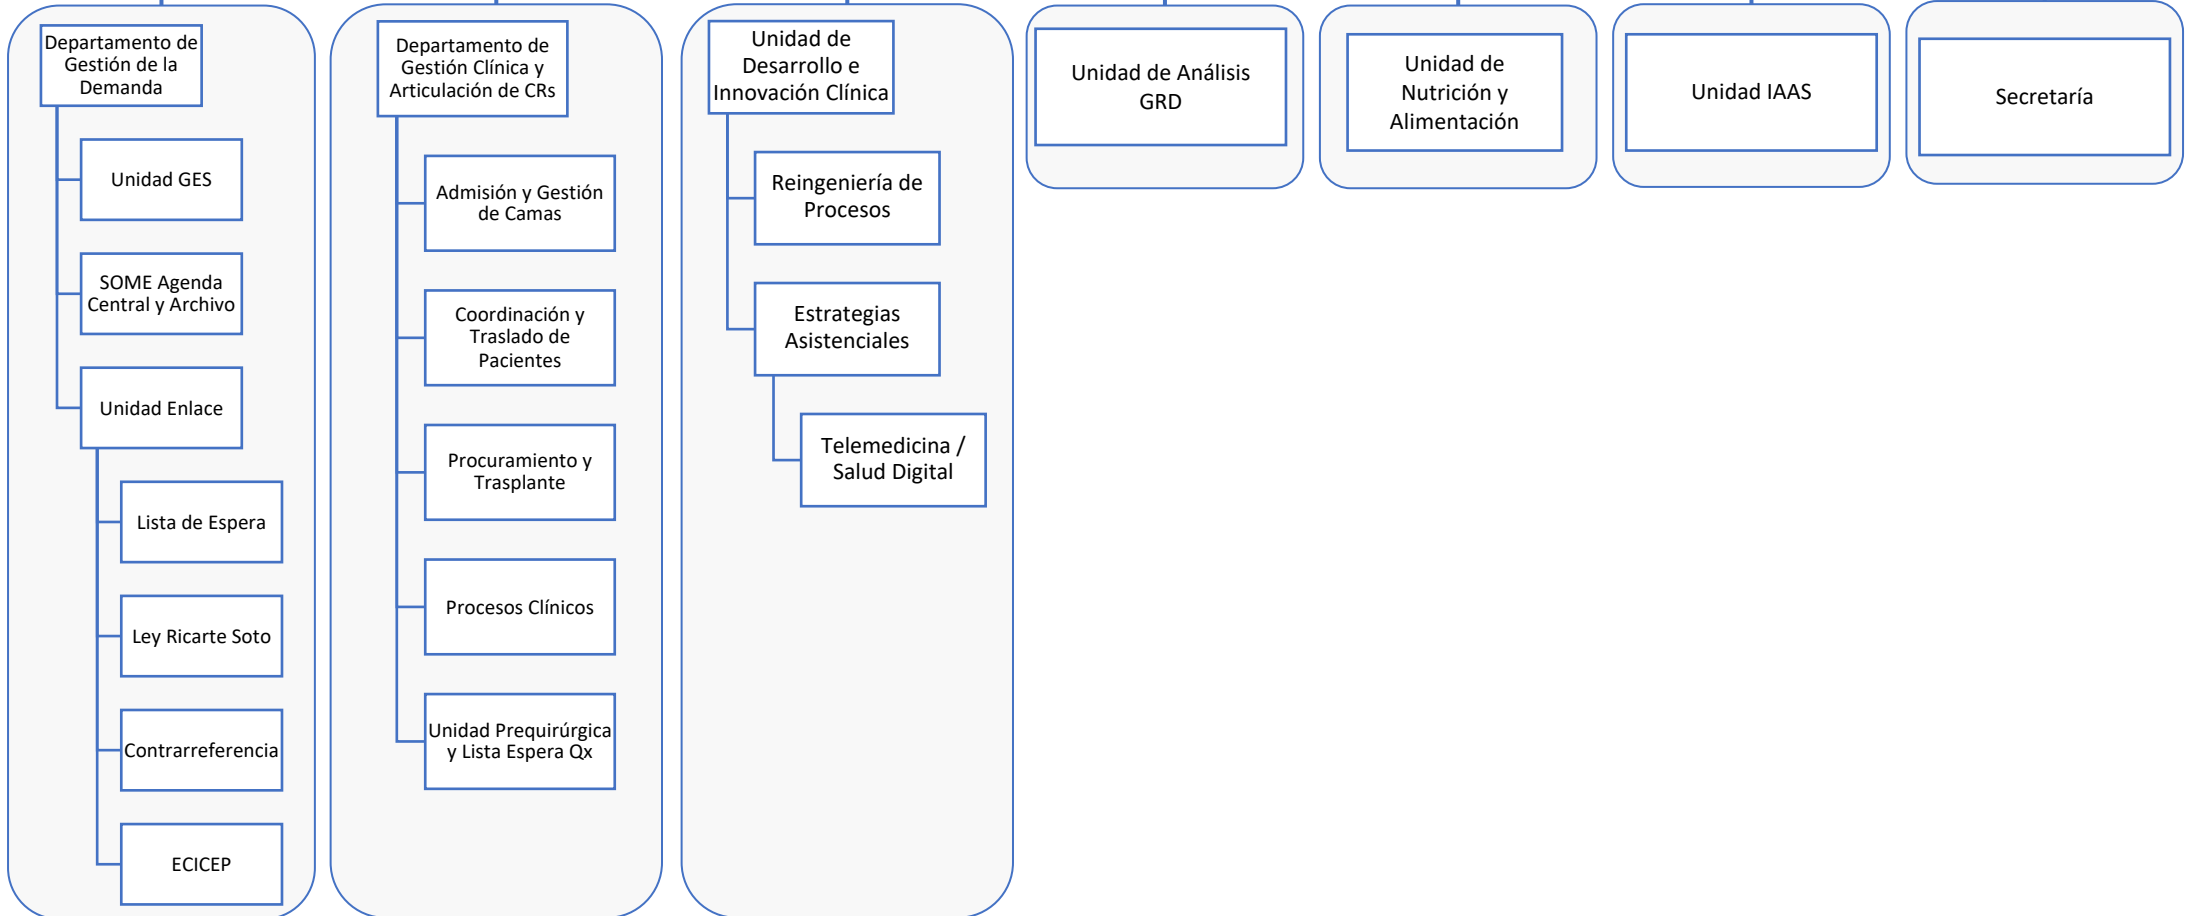 Departamento de
Gestión de la
Demanda
Unidad GES
SOME Agenda
Central y Archivo
Unidad Enlace
Lista de Espera
Ley Ricarte Soto
Contrarreferencia
ECICEP
Departamento de
Gestión Clínica y
Articulación de CRs
Admisión y Gestión
de Camas
Coordinación y
Traslado de
Pacientes
Procuramiento y
Trasplante
Procesos Clínicos
Unidad Prequirúrgica
y Lista Espera Qx
Unidad de
Desarrollo e
Innovación Clínica
Reingeniería de
Procesos
Estrategias
Asistenciales
Telemedicina /
Salud Digital
Unidad de Análisis
GRD
Unidad de
Nutrición y
Alimentación
Unidad IAAS
Secretaría